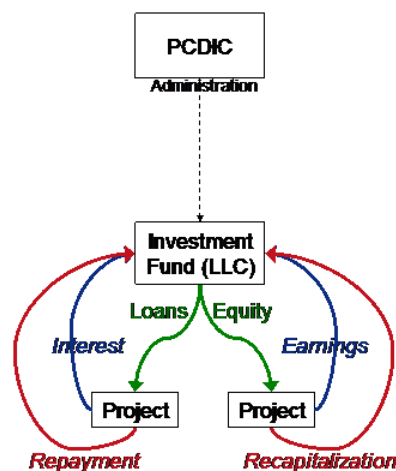 PCDIC
Administration
Investment
Fund (LLC)
Loans Equity
Interest Earnings
Project Project
Repayment Recapitalization